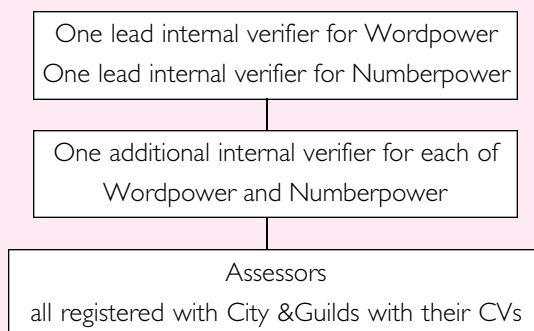 One lead internal verifier for Wordpower
One lead internal verifier for Numberpower
One additional internal verifier for each of
Wordpower and Numberpower
Assessors
all registered with City &Guilds with their CVs